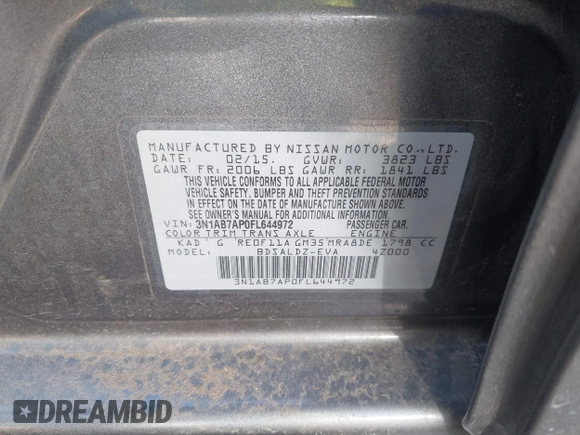 MANUFACTURED BY NISSAN MOTOR CO.,LTD.
DATE: 02/15. GVWR: 3823 LBS
GAWR FR: 2006 LBS GAWR RR: 1841 LBS
THIS VEHICLE CONFORMS TO ALL APPLICABLE FEDERAL MOTOR
VEHICLE SAFETY, BUMPER AND THEFT PREVENTION STANDARDS
IN EFFECT ON THE DATE OF MANUFACTURE SHOWN ABOVE.
SEE OWNER'S MANUAL FOR ADDITIONAL INFORMATION.
VIN: 3N1AB7AP0FL644972 PASSENGER CAR.
COLOR TRIM TRANS AXLE ENGINE
KAD G RE0F11A GM35 MRA8DE 1798 CC
MODEL: BDSALDZ-EVA 4Z000
3N1AB7AP0FL644972
DREAMBID